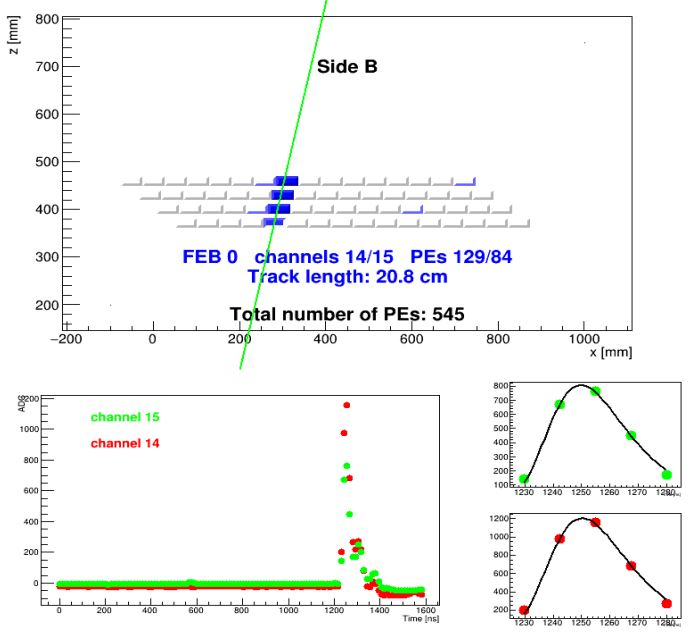 800
z [mm]
700
Side B
600
500
400
300
FEB 0 channels 14/15 PEs 129/84
Track length: 20.8 cm
200
Total number of PEs: 545
−200 0 200 400 600 800 1000
x [mm]
1200
1000
800
600
400
200
0
channel 15
channel 14
0 200 400 600 800 1000 1200 1400 1600
Time [ns]
800
700
600
500
400
300
200
100
1230 1240 1250 1260 1270 1280
1200
1000
800
600
400
200
1230 1240 1250 1260 1270 1280